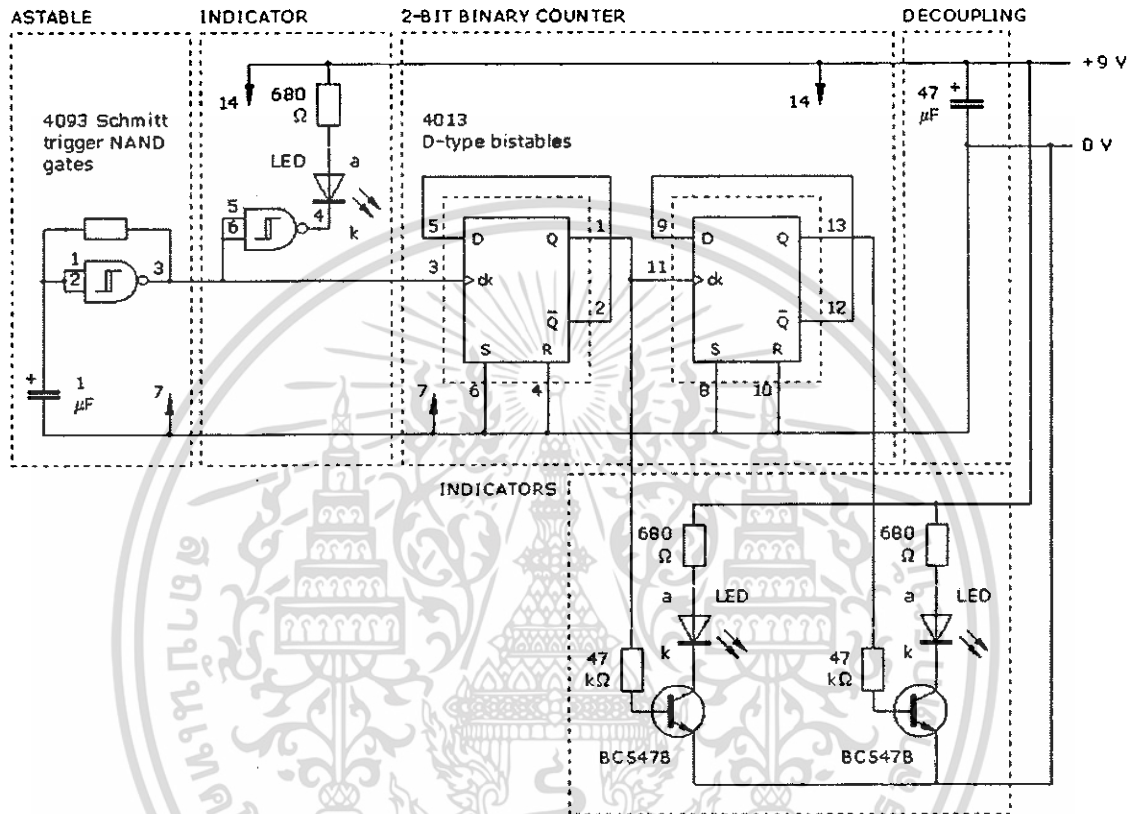 ASTABLE
INDICATOR
2-BIT BINARY COUNTER
DECOUPLING
+9 V
0 V
14
680
Ω
14
47
µF
+
4093 Schmitt
trigger NAND
gates
4013
D-type bistables
LED
a
k
5
6
4
1
2
3
5
D
Q
1
9
D
Q
13
3
ck
11
ck
Q
2
Q
12
S
R
S
R
6
4
8
10
+
1
µF
7
7
INDICATORS
680
Ω
680
Ω
a
LED
a
LED
k
k
47
kΩ
47
kΩ
BC547B
BC547B